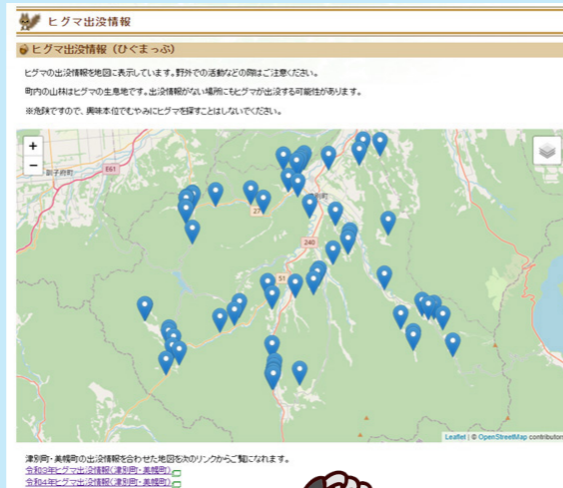 ヒグマ出没情報
ヒグマ出没情報（ひぐまっぷ）
ヒグマの出没情報を地図に表示しています。野外での活動などの際はご注意ください。
町内の山林はヒグマの生息地です。出没情報がない場所にもヒグマが出没する可能性があります。
※危険ですので、興味本位でむやみにヒグマを探すことはしないでください。
+
−
訓子府町
E61
240
51
Leaflet | © OpenStreetMap contributors
津別町・美幌町の出没情報を合わせた地図を次のリンクからご覧になれます。
令和3年ヒグマ出没情報（津別町・美幌町）
令和4年ヒグマ出没情報（津別町・美幌町）